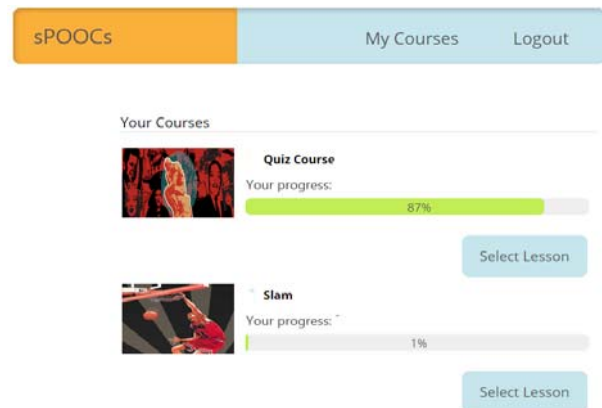 sPOOCs
My Courses Logout
Your Courses
Quiz Course
Your progress:
87%
Select Lesson
Slam
Your progress:
1%
Select Lesson